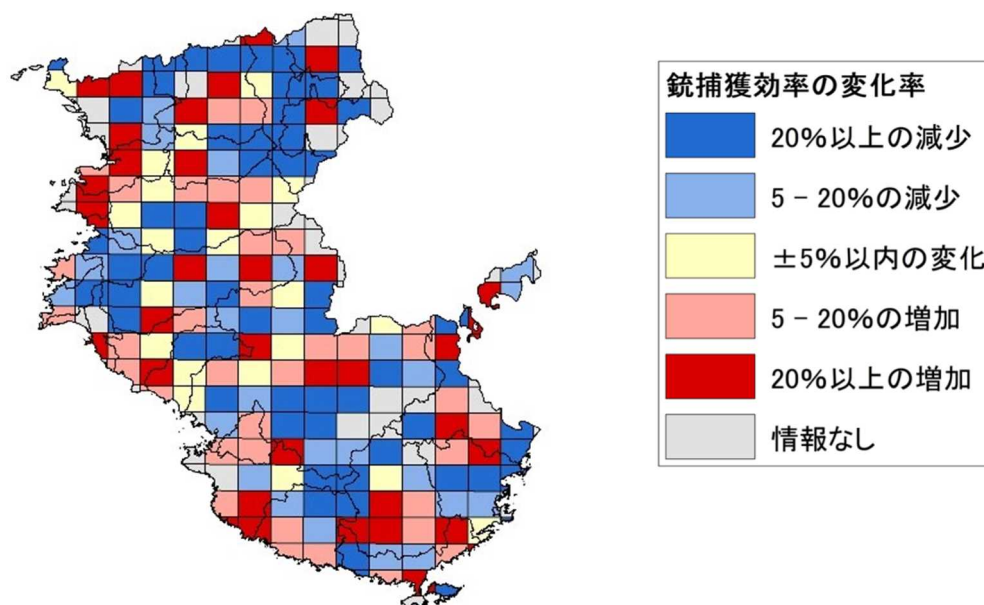 銃捕獲効率の変化率
20%以上の減少
5 – 20%の減少
±5%以内の変化
5 – 20%の増加
20%以上の増加
情報なし